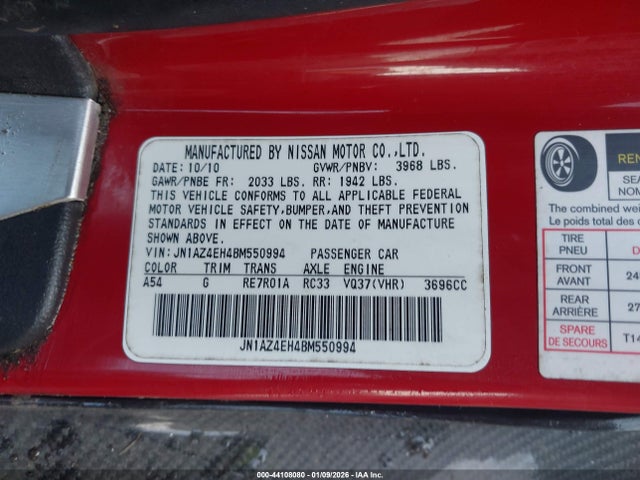 MANUFACTURED BY NISSAN MOTOR CO.,LTD.
DATE: 10/10 GVWR/PNBV: 3968 LBS.
GAWR/PNBE FR: 2033 LBS. RR: 1942 LBS.
THIS VEHICLE CONFORMS TO ALL APPLICABLE FEDERAL
MOTOR VEHICLE SAFETY,BUMPER,AND THEFT PREVENTION
STANDARDS IN EFFECT ON THE DATE OF MANUFACTURE
SHOWN ABOVE.
VIN: JN1AZ4EH4BM550994 PASSENGER CAR
COLOR TRIM TRANS AXLE ENGINE
A54 G RE7R01A RC33 VQ37(VHR) 3696CC
JN1AZ4EH4BM550994
The combined
Le poids total des
TIRE
PNEU
FRONT
AVANT
REAR
ARRIÈRE
SPARE
DE SECOURS
000-44108080 - 01/09/2026 - IAA Corp.